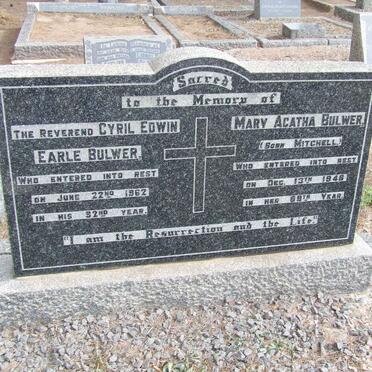 Sacred
to the Memory of
The Reverend Cyril Edwin
Earle Bulwer,
Who entered into rest
on June 22nd 1962
in his 92nd year.
Mary Agatha Bulwer,
(Born Mitchell)
Who entered into rest
on Dec. 13th 1948
in her 69th Year.
"I am the Resurrection and the Life"